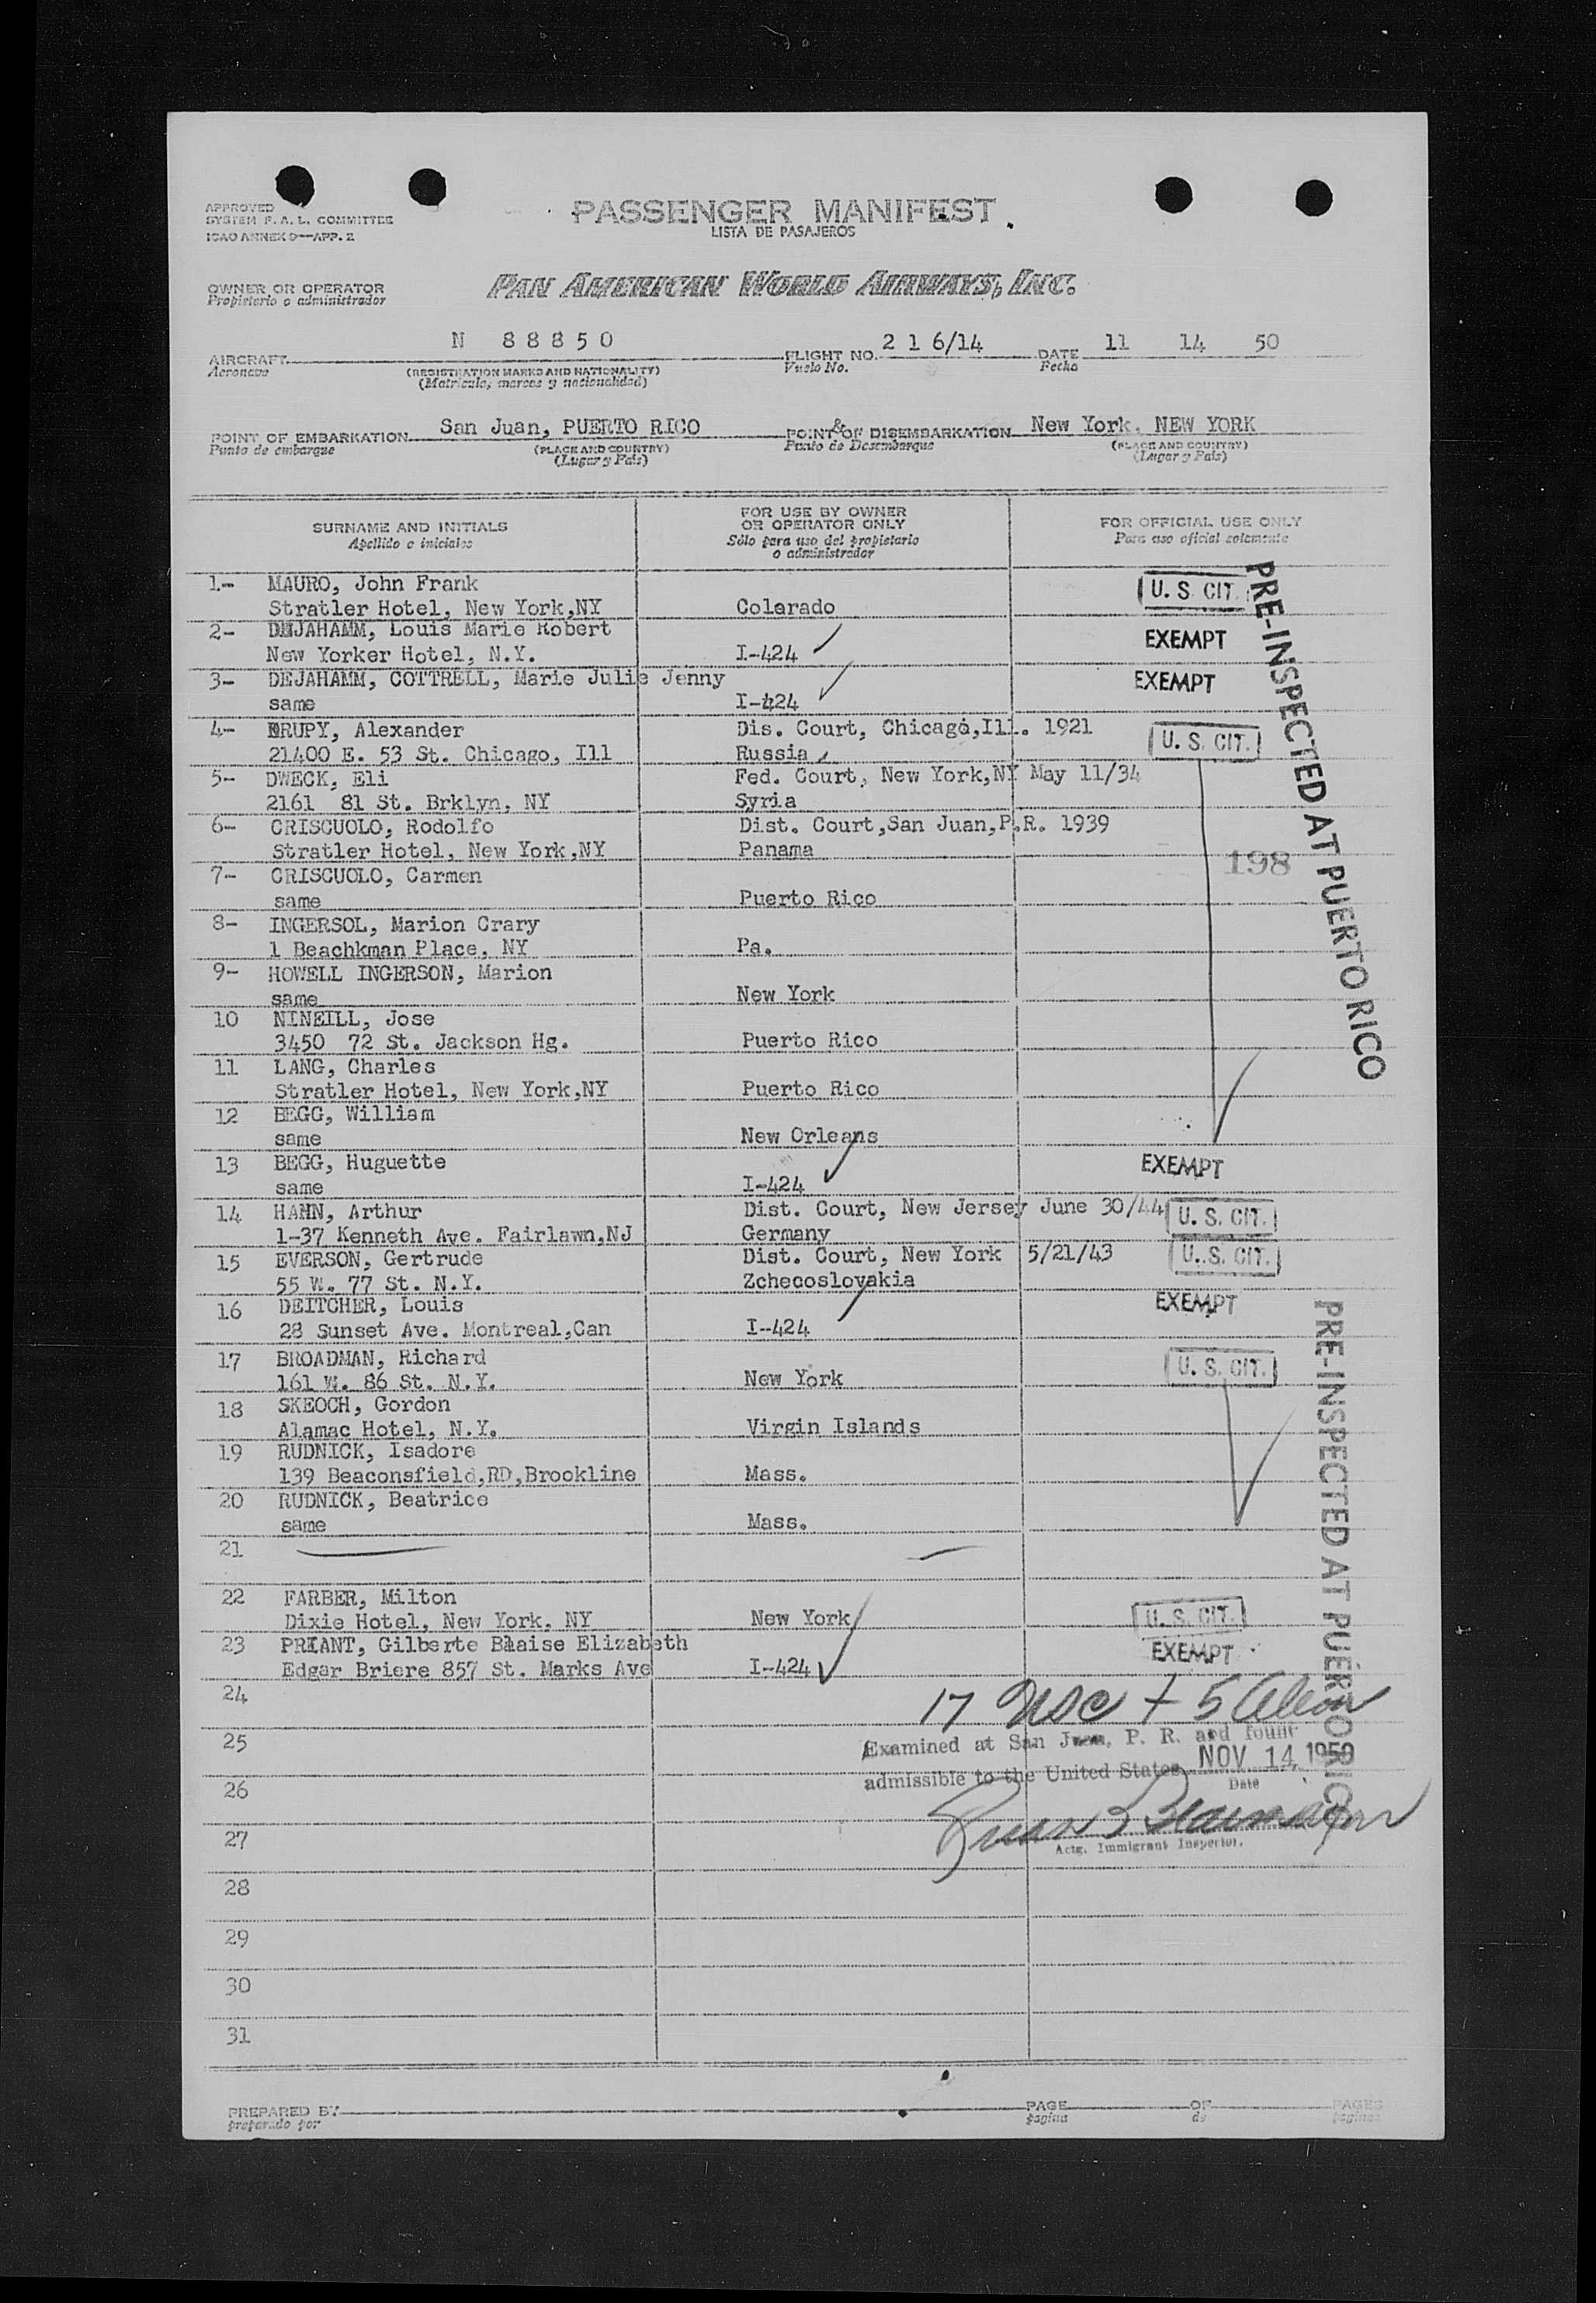 APPROVED
SYSTEM F. A. L. COMMITTEE
ICAO ANNEX 9—APP. 2
PASSENGER MANIFEST
LISTA DE PASAJEROS
OWNER OR OPERATOR
Propietario o administrador
PAN AMERICAN WORLD AIRWAYS, INC.
AIRCRAFT N 88850 FLIGHT NO. 2 1 6/14 DATE 11 14 50
Aeronave (REGISTRATION MARKS AND NATIONALITY) Vuelo No. Fecha
(Matricula, marcas y nacionalidad)
POINT OF EMBARKATION San Juan, PUERTO RICO & POINT OF DISEMBARKATION New York, NEW YORK
Punto de embarque (PLACE AND COUNTRY) Punto de Desembarque (PLACE AND COUNTRY)
(Lugar y País) (Lugar y País)
SURNAME AND INITIALS
Apellido e iniciales
FOR USE BY OWNER
OR OPERATOR ONLY
Sólo para uso del propietario
o administrador
FOR OFFICIAL USE ONLY
Para uso oficial solamente
1- MAURO, John Frank U. S. CIT.
Stratler Hotel, New York,NY Colorado
2- DEJAHAMM, Louis Marie Robert EXEMPT
New Yorker Hotel, N.Y. I-424
3- DEJAHAMM, COTTRELL, Marie Julie Jenny EXEMPT
same I-424
4- DRUPY, Alexander Dis. Court, Chicago,Ill. 1921 U. S. CIT.
21400 E. 53 St. Chicago, Ill Russia
5- DWECK, Eli Fed. Court, New York,NY May 11/34
2161 81 St. Brklyn, NY Syria
6- CRISCUOLO, Rodolfo Dist. Court,San Juan,P.R. 1939
Stratler Hotel, New York,NY Panama
198
7- CRISCUOLO, Carmen
same Puerto Rico
8- INGERSOL, Marion Crary
1 Beachkman Place, NY Pa.
9- HOWELL INGERSON, Marion
same New York
10 NINEILL, Jose
3450 72 St. Jackson Hg. Puerto Rico
11 LANG, Charles
Stratler Hotel, New York,NY Puerto Rico
12 BEGG, William
same New Orleans
13 BEGG, Huguette EXEMPT
same I-424
14 HAHN, Arthur Dist. Court, New Jersey June 30/44 U. S. CIT.
1-37 Kenneth Ave. Fairlawn,NJ Germany
15 EVERSON, Gertrude Dist. Court, New York 5/21/43 U. S. CIT.
55 W. 77 St. N.Y. Zchecoslovakia
16 DEITCHER, Louis EXEMPT
28 Sunset Ave. Montreal,Can I-424
17 BROADMAN, Richard U. S. CIT.
161 W. 86 St. N.Y. New York
18 SKEOCH, Gordon
Alamac Hotel, N.Y. Virgin Islands
19 RUDNICK, Isadore
139 Beaconsfield,RD,Brookline Mass.
20 RUDNICK, Beatrice
same Mass.
21
22 FARBER, Milton U. S. CIT.
Dixie Hotel, New York, NY New York
23 PRIANT, Gilberte Blaise Elizabeth EXEMPT
Edgar Briere 857 St. Marks Ave I-424
24 17 USC + 5 Alien
25 Examined at San Juan, P. R. and found
26 admissible to the United States NOV 14 1950
Date
27
Actg. Immigrant Inspector.
28
29
30
31
PRE-INSPECTED AT PUERTO RICO
PRE-INSPECTED AT PUERTO RICO
PREPARED BY PAGE OF PAGES
preparado por pagina de paginas